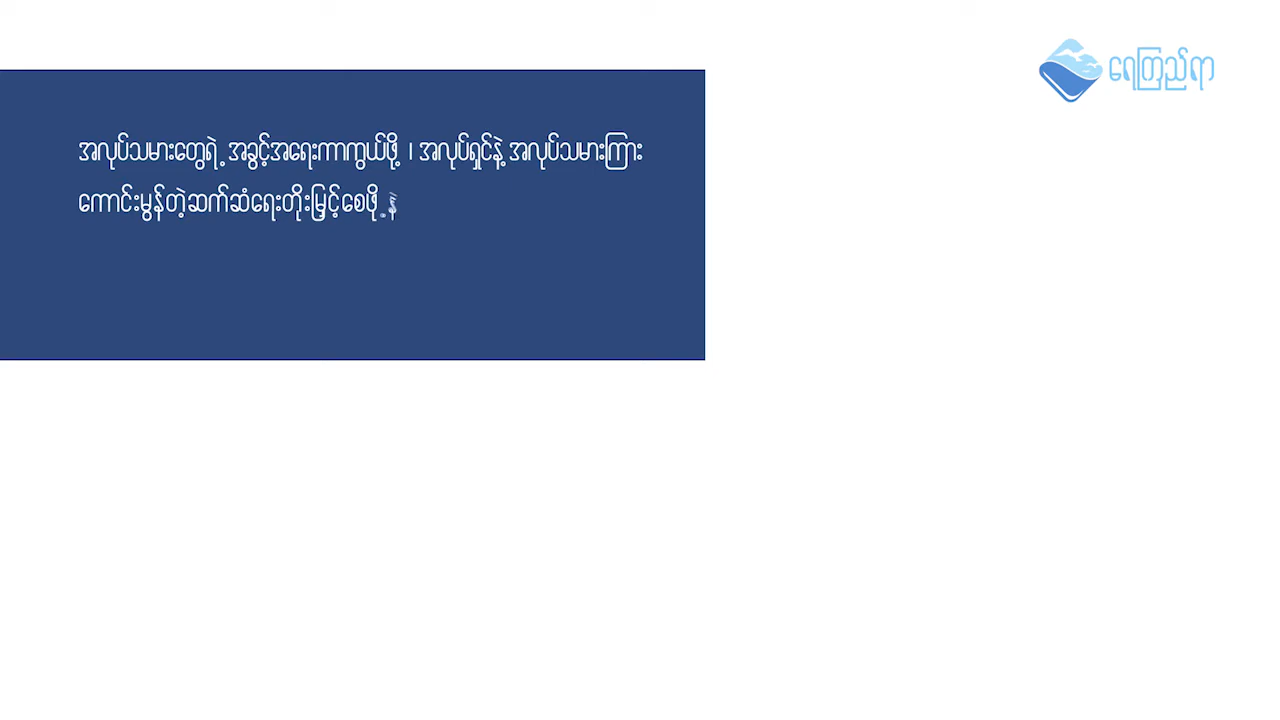 ရေကြည်ရာ
အလုပ်သမားတွေရဲ့ အခွင့်အရေးကာကွယ်ဖို့ ၊ အလုပ်ရှင်နဲ့ အလုပ်သမားကြား
ကောင်းမွန်တဲ့ဆက်ဆံရေးတိုးမြှင့်စေဖို့ နဲ